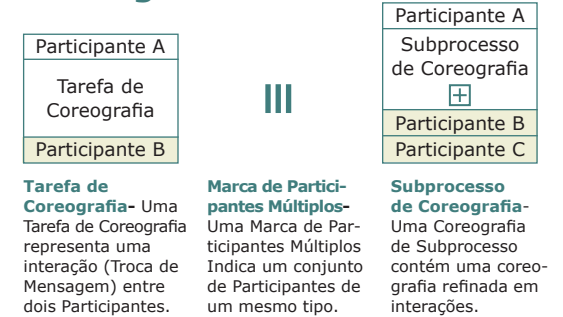 Participante A
Tarefa de
Coreografia
Participante B
Participante A
Subprocesso
de Coreografia
Participante B
Participante C
Tarefa de
Coreografia- Uma
Tarefa de Coreografia
representa uma
interação (Troca de
Mensagem) entre
dois Participantes.
Marca de Partici-
pantes Múltiplos-
Uma Marca de Par-
ticipantes Múltiplos
Indica um conjunto
de Participantes de
um mesmo tipo.
Subprocesso
de Coreografia-
Uma Coreografia
de Subprocesso
contém uma coreo-
grafia refinada em
interações.